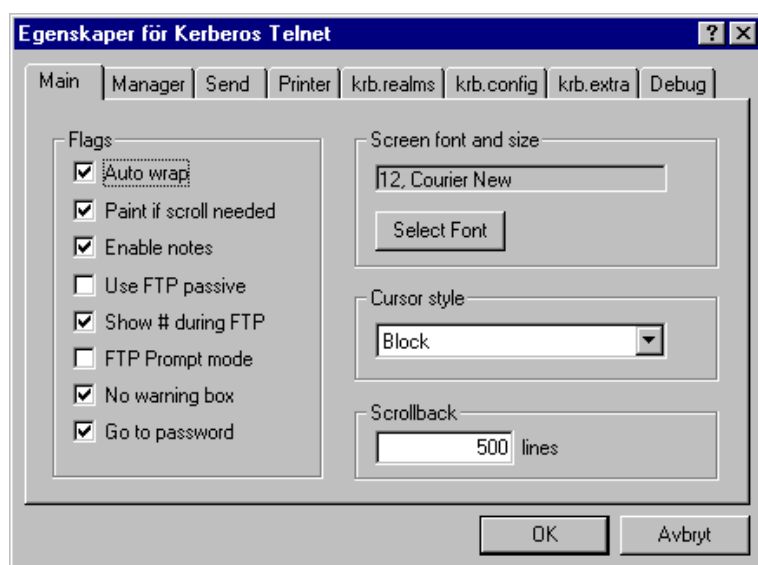 Egenskaper för Kerberos Telnet
Main Manager Send Printer krb.realms krb.config krb.extra Debug
Flags
Auto wrap
Paint if scroll needed
Enable notes
Use FTP passive
Show # during FTP
FTP Prompt mode
No warning box
Go to password
Screen font and size
12, Courier New
Select Font
Cursor style
Block
Scrollback
500 lines
OK Avbryt